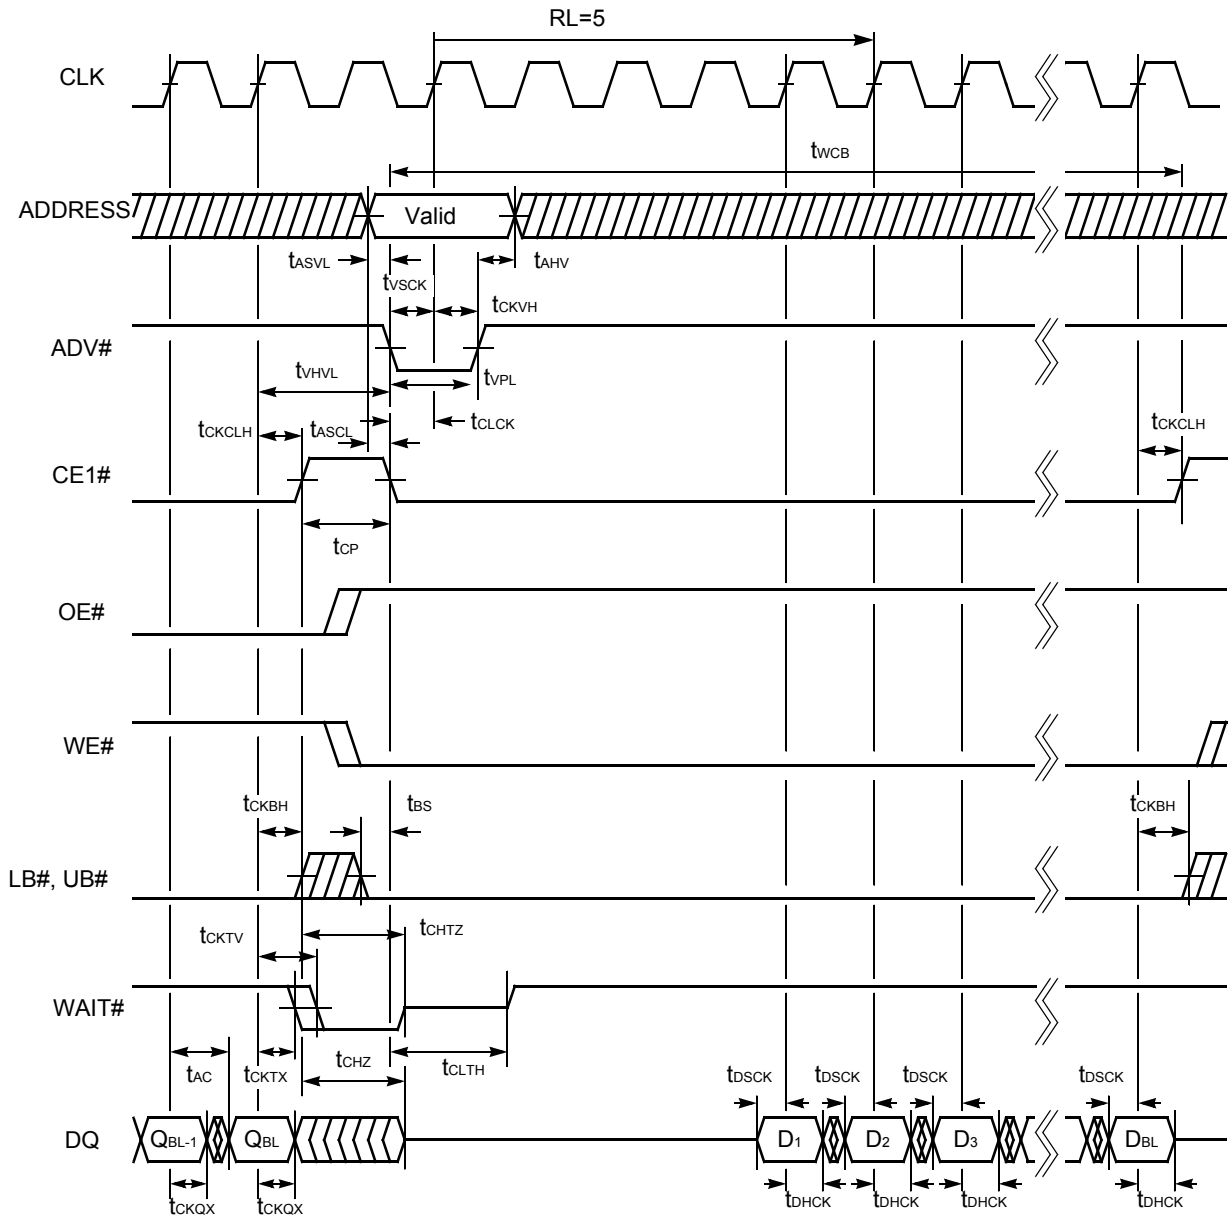 RL=5
CLK
tWCB
ADDRESS
Valid
tASVL
tVSCK
tAHV
tCKVH
ADV#
tVHVL
tVPL
tCKCLH
tASCL
tCLCK
tCKCLH
CE1#
tCP
OE#
WE#
tCKBH
tBS
tCKBH
LB#, UB#
tCKTV
tCHTZ
WAIT#
tAC
tCKTX
tCHZ
tCLTH
tDSCK
tDSCK
tDSCK
tDSCK
DQ
QBL-1
QBL
D1
D2
D3
DBL
tCKQX
tCKQX
tDHCK
tDHCK
tDHCK
tDHCK